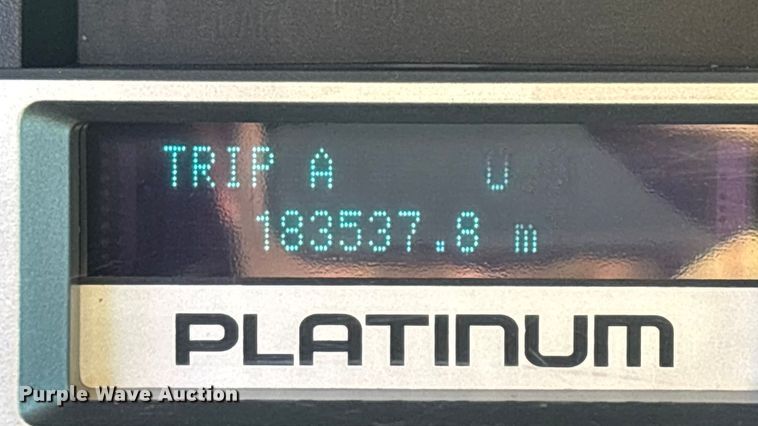 TRIP A U
183537.8 m
PLATINUM
Purple Wave Auction